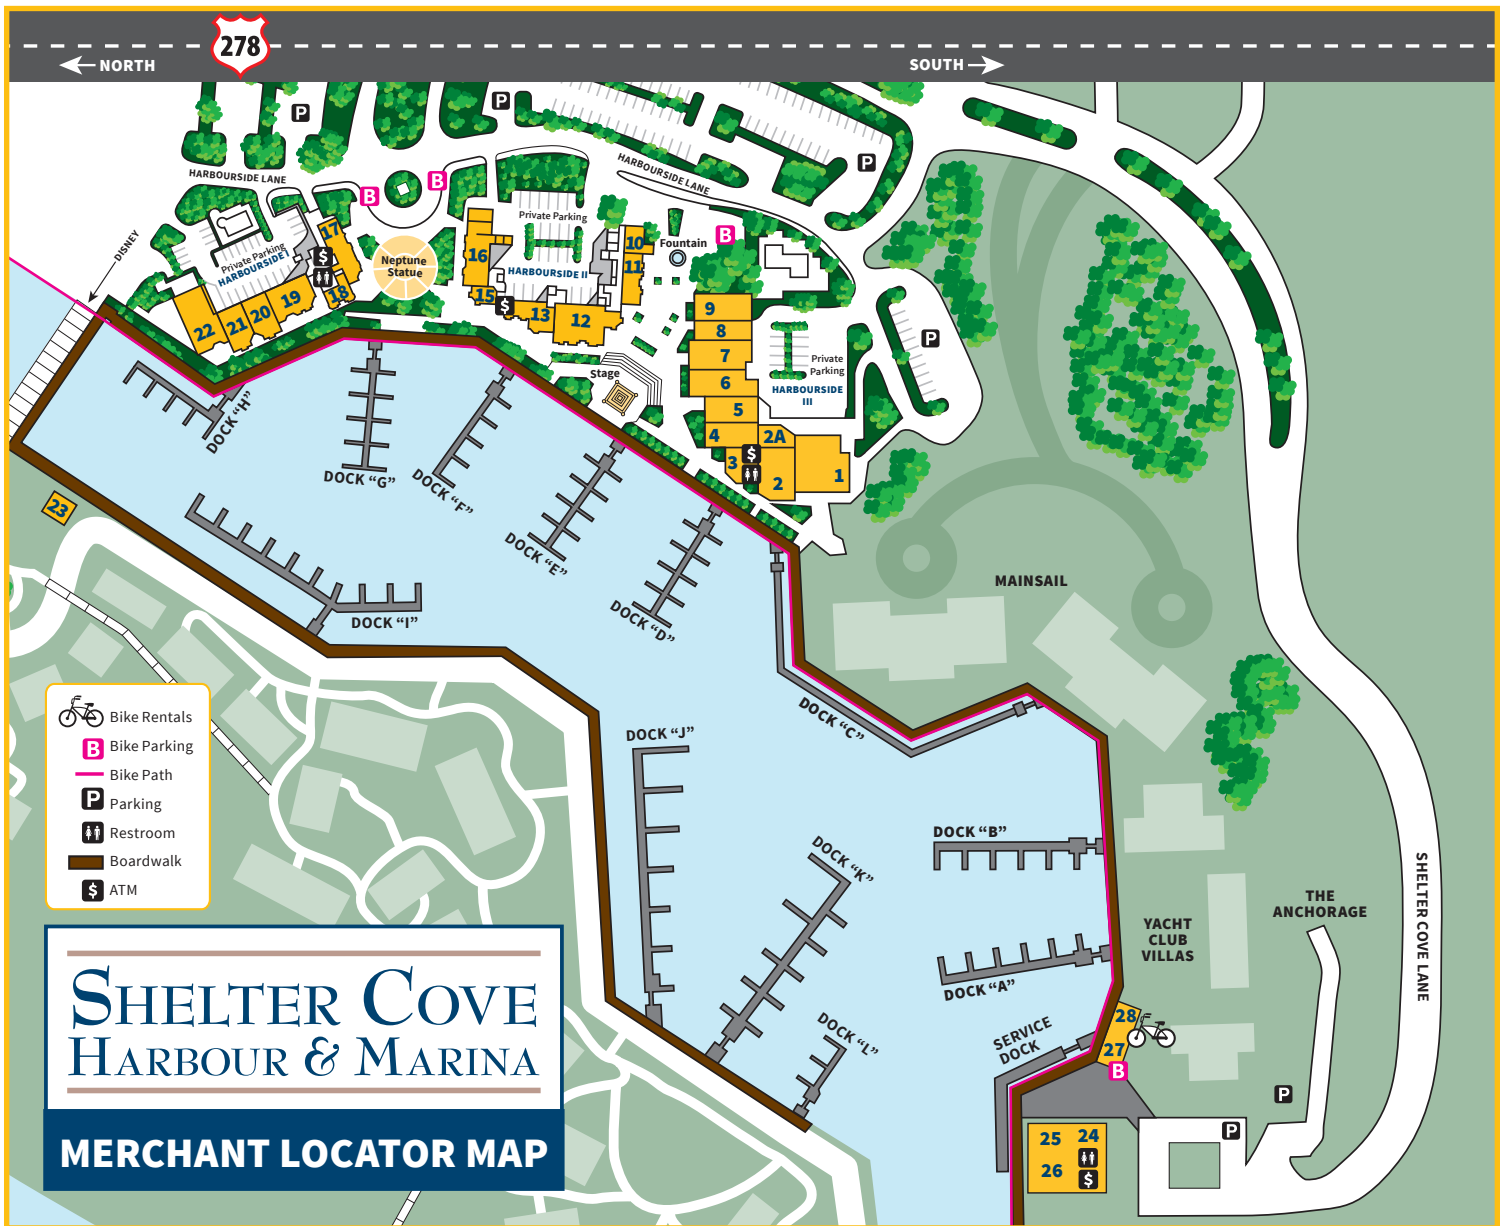 278
NORTH
SOUTH
P
P
P
HARBOURSIDE LANE
HARBOURSIDE LANE
B
B
B
DISNEY
Private Parking
HARBOURSIDE I
17
$
18
19
20
21
22
Neptune
Statue
Private Parking
HARBOURSIDE II
16
15
$
13
12
10
11
Fountain
Stage
9
8
7
6
5
4
3
2A
$
2
1
Private
Parking
HARBOURSIDE
III
P
23
DOCK “H”
DOCK “G”
DOCK “F”
DOCK “E”
DOCK “D”
DOCK “I”
DOCK “C”
MAINSAIL
DOCK “J”
DOCK “K”
DOCK “L”
DOCK “B”
DOCK “A”
SERVICE
DOCK
YACHT
CLUB
VILLAS
THE
ANCHORAGE
SHELTER COVE LANE
28
27
B
P
P
25 24
26
$
Bike Rentals
B Bike Parking
Bike Path
P Parking
Restroom
Boardwalk
$ ATM
SHELTER COVE
HARBOUR & MARINA
MERCHANT LOCATOR MAP